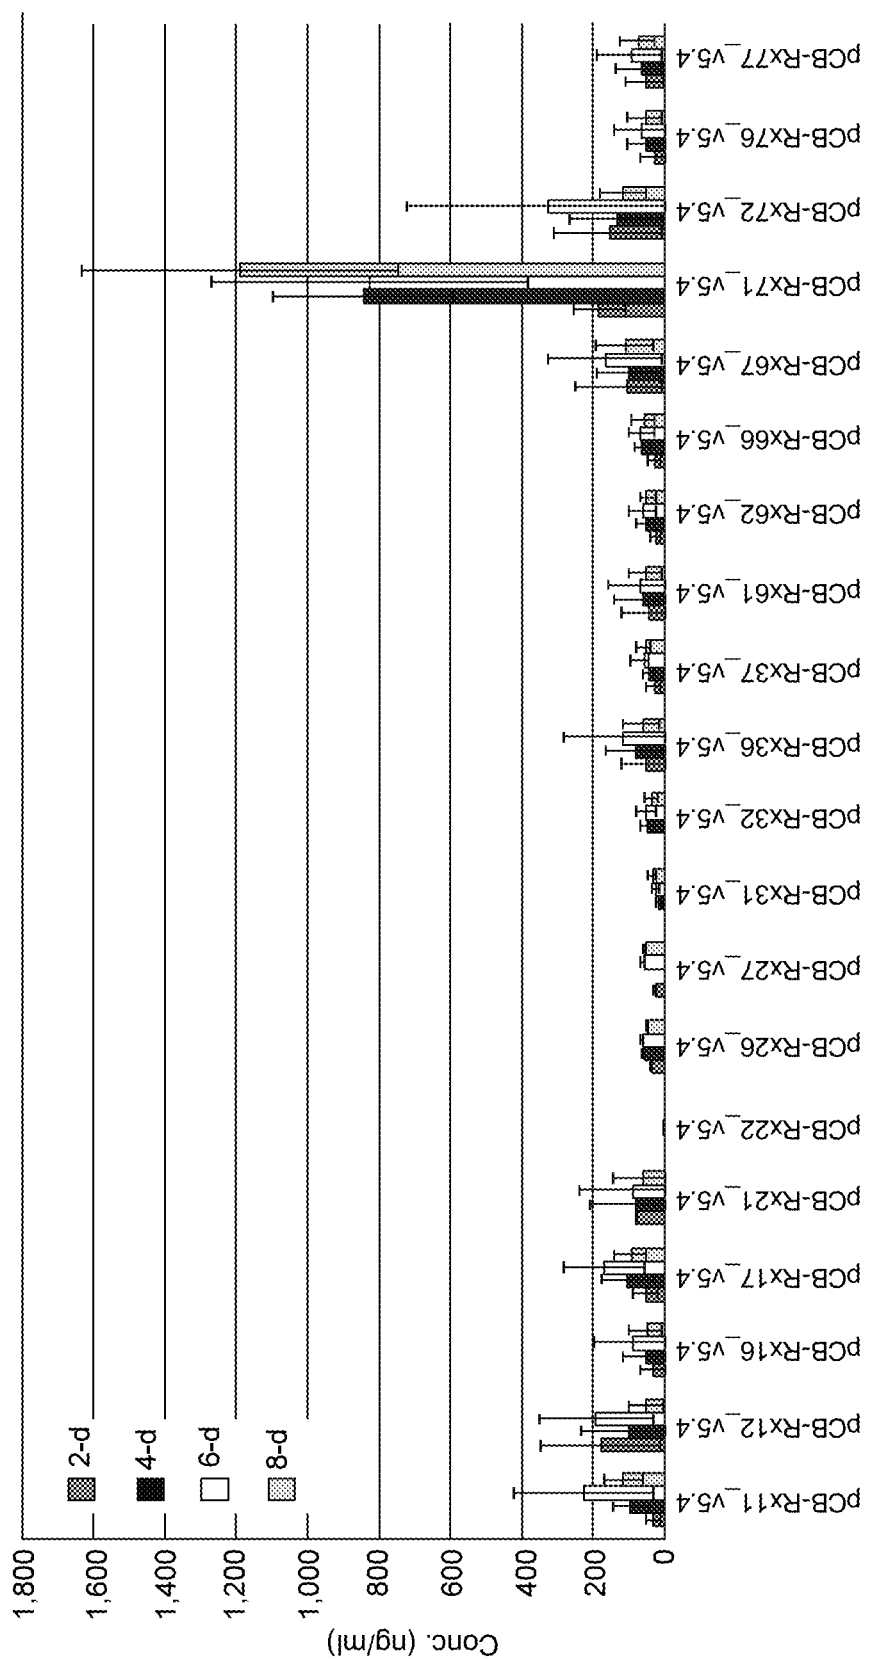 Conc. (ng/ml)
1,800
1,600
1,400
1,200
1,000
800
600
400
200
0
2-d
4-d
6-d
8-d
pCB-Rx11_v5.4
pCB-Rx12_v5.4
pCB-Rx16_v5.4
pCB-Rx17_v5.4
pCB-Rx21_v5.4
pCB-Rx22_v5.4
pCB-Rx26_v5.4
pCB-Rx27_v5.4
pCB-Rx31_v5.4
pCB-Rx32_v5.4
pCB-Rx36_v5.4
pCB-Rx37_v5.4
pCB-Rx61_v5.4
pCB-Rx62_v5.4
pCB-Rx66_v5.4
pCB-Rx67_v5.4
pCB-Rx71_v5.4
pCB-Rx72_v5.4
pCB-Rx76_v5.4
pCB-Rx77_v5.4